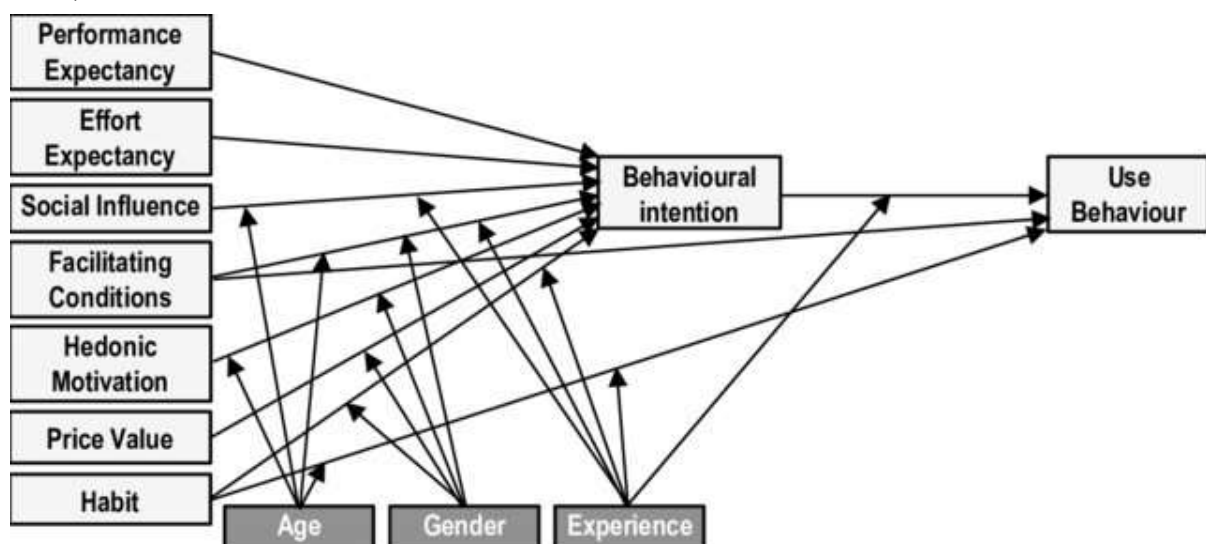 Performance
Expectancy
Effort
Expectancy
Social Influence
Facilitating
Conditions
Hedonic
Motivation
Price Value
Habit
Behavioural
intention
Use
Behaviour
Age
Gender
Experience